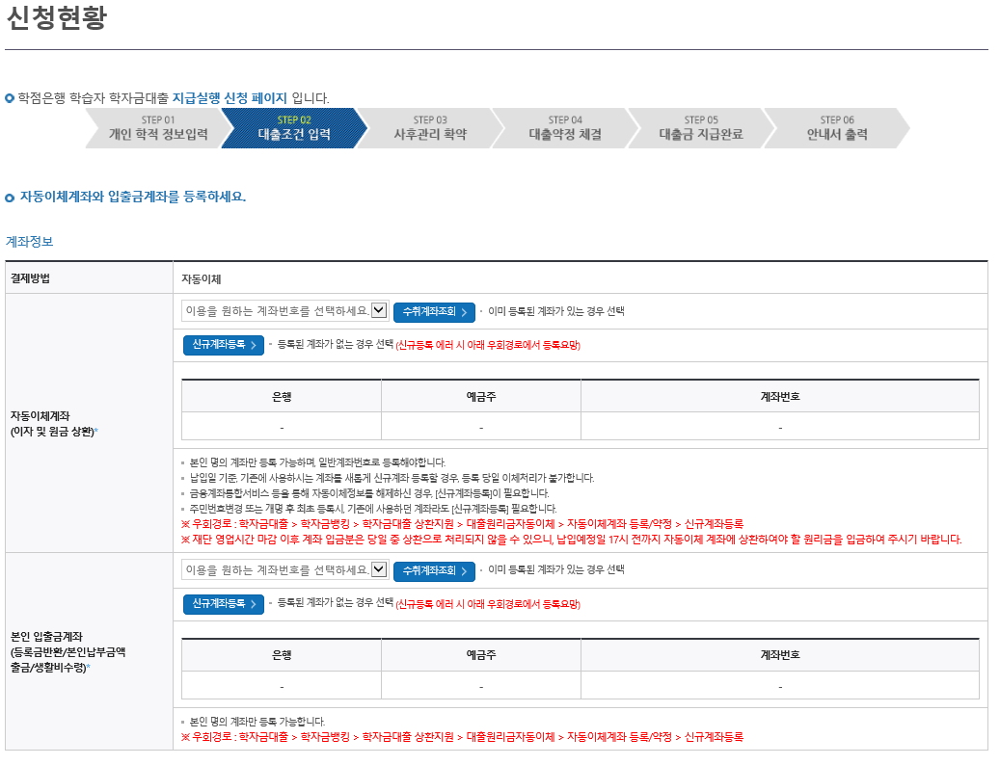 신청현황
학점은행 학습자 학자금대출 지급실행 신청 페이지 입니다.
STEP 01
개인 학적 정보입력
STEP 02
대출조건 입력
STEP 03
사후관리 확약
STEP 04
대출약정 체결
STEP 05
대출금 지급완료
STEP 06
안내서 출력
자동이체계좌와 입출금계좌를 등록하세요.
계좌정보
결제방법 자동이체
자동이체계좌
(이자 및 원금 상환)*
이용을 원하는 계좌번호를 선택하세요. 수취계좌조회 > 이미 등록된 계좌가 있는 경우 선택
신규계좌등록 > 등록된 계좌가 없는 경우 선택 (신규등록 에러 시 아래 우회경로에서 등록요망)
은행 예금주 계좌번호
- - -
본인 명의 계좌만 등록 가능하며, 일반계좌번호로 등록해야합니다.
납입일 기준, 기존에 사용하시는 계좌를 새롭게 신규계좌 등록할 경우, 등록 당일 이체처리가 불가합니다.
금융계좌통합서비스 등을 통해 자동이체정보를 해제하신 경우, [신규계좌등록]이 필요합니다.
주민번호변경 또는 개명 후 최초 등록시, 기존에 사용하던 계좌라도 [신규계좌등록] 필요합니다.
※ 우회경로 : 학자금대출 > 학자금뱅킹 > 학자금대출 상환지원 > 대출원리금자동이체 > 자동이체계좌 등록/약정 > 신규계좌등록
※ 재단 영업시간 마감 이후 계좌 입금분은 당일 중 상환으로 처리되지 않을 수 있으니, 납입예정일 17시 전까지 자동이체 계좌에 상환하여야 할 원리금을 입금하여 주시기 바랍니다.
본인 입출금계좌
(등록금반환/본인납부금액
출금/생활비수령)*
이용을 원하는 계좌번호를 선택하세요. 수취계좌조회 > 이미 등록된 계좌가 있는 경우 선택
신규계좌등록 > 등록된 계좌가 없는 경우 선택 (신규등록 에러 시 아래 우회경로에서 등록요망)
은행 예금주 계좌번호
- - -
본인 명의 계좌만 등록 가능합니다.
※ 우회경로 : 학자금대출 > 학자금뱅킹 > 학자금대출 상환지원 > 대출원리금자동이체 > 자동이체계좌 등록/약정 > 신규계좌등록